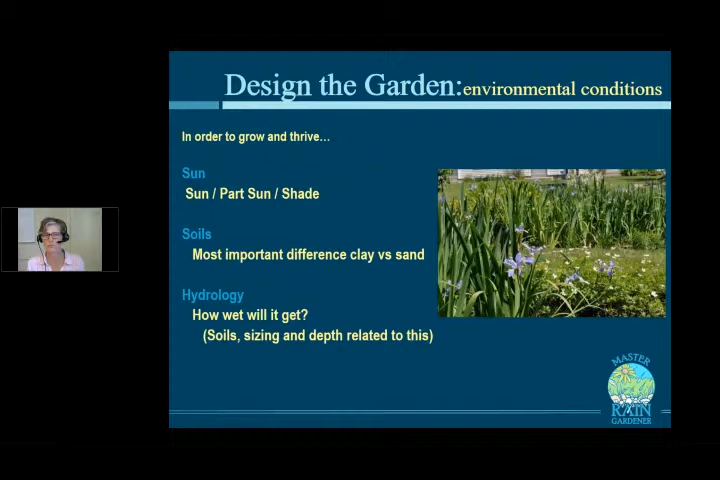 Design the Garden:environmental conditions
In order to grow and thrive...
Sun
Sun / Part Sun / Shade
Soils
Most important difference clay vs sand
Hydrology
How wet will it get?
(Soils, sizing and depth related to this)
MASTER
RAIN
GARDENER